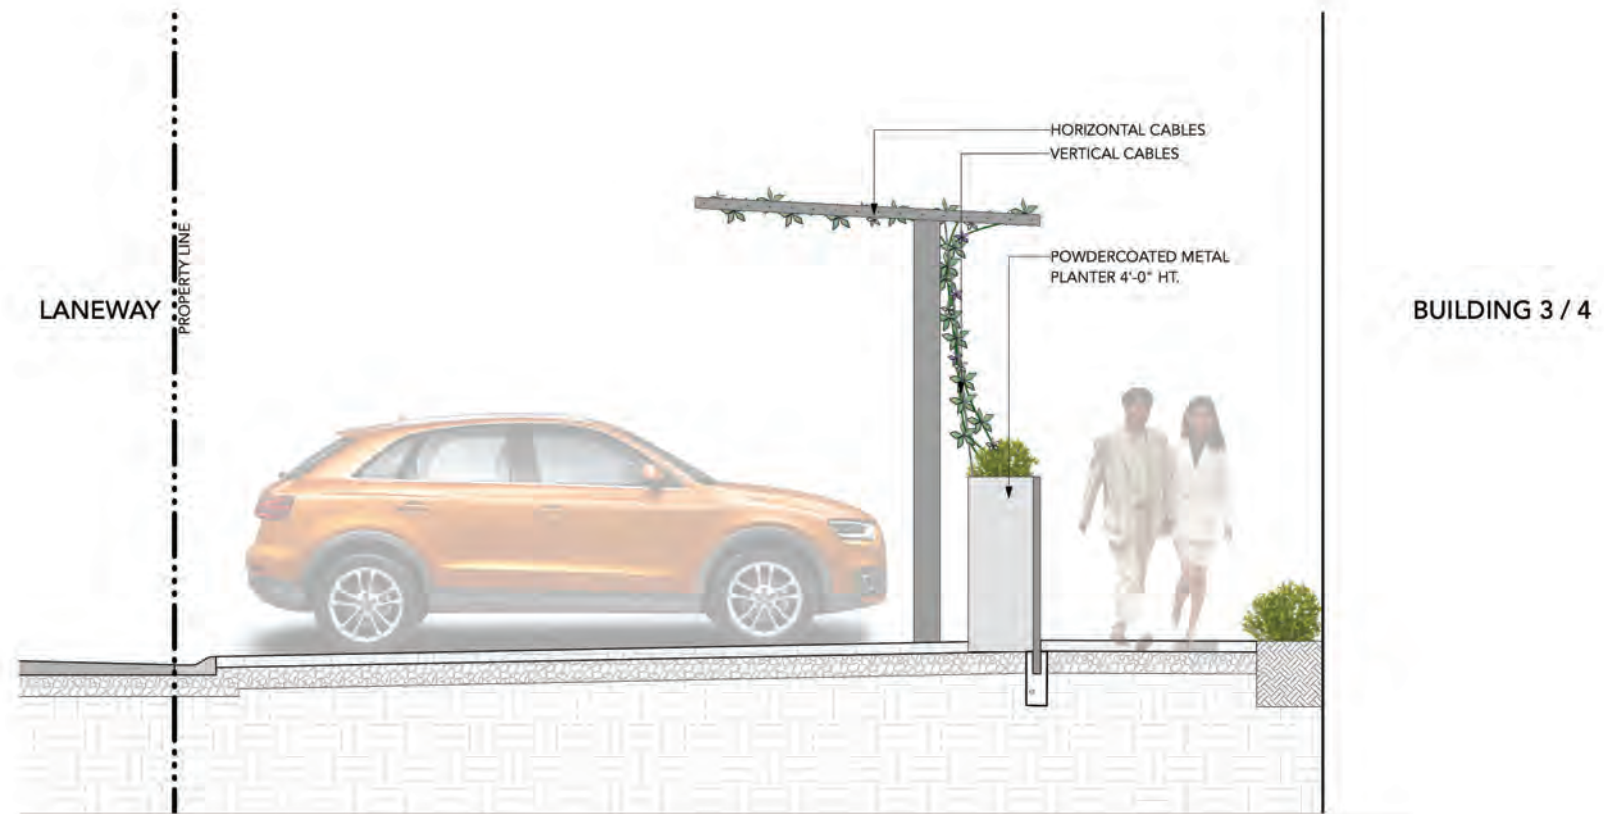 HORIZONTAL CABLES
VERTICAL CABLES
POWDERCOATED METAL
PLANTER 4'-0" HT.
LANEWAY
PROPERTY LINE
BUILDING 3 / 4